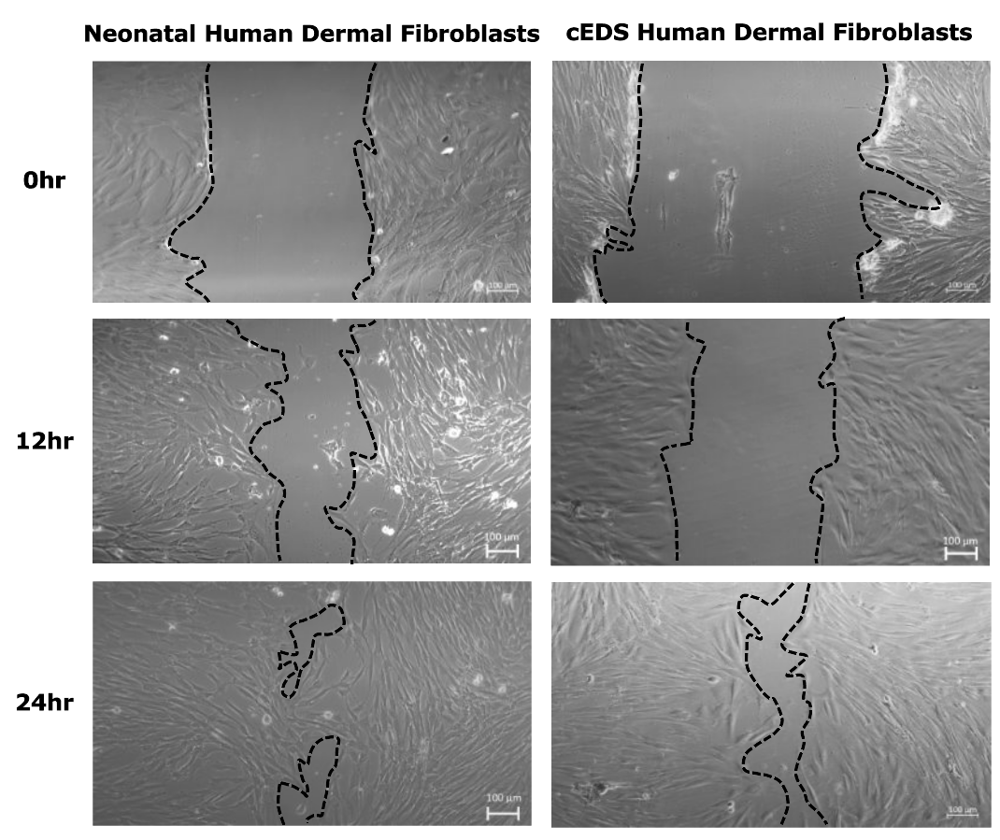 Neonatal Human Dermal Fibroblasts cEDS Human Dermal Fibroblasts
0hr
100 µm 100 µm
12hr
100 µm 100 µm
24hr
100 µm 100 µm